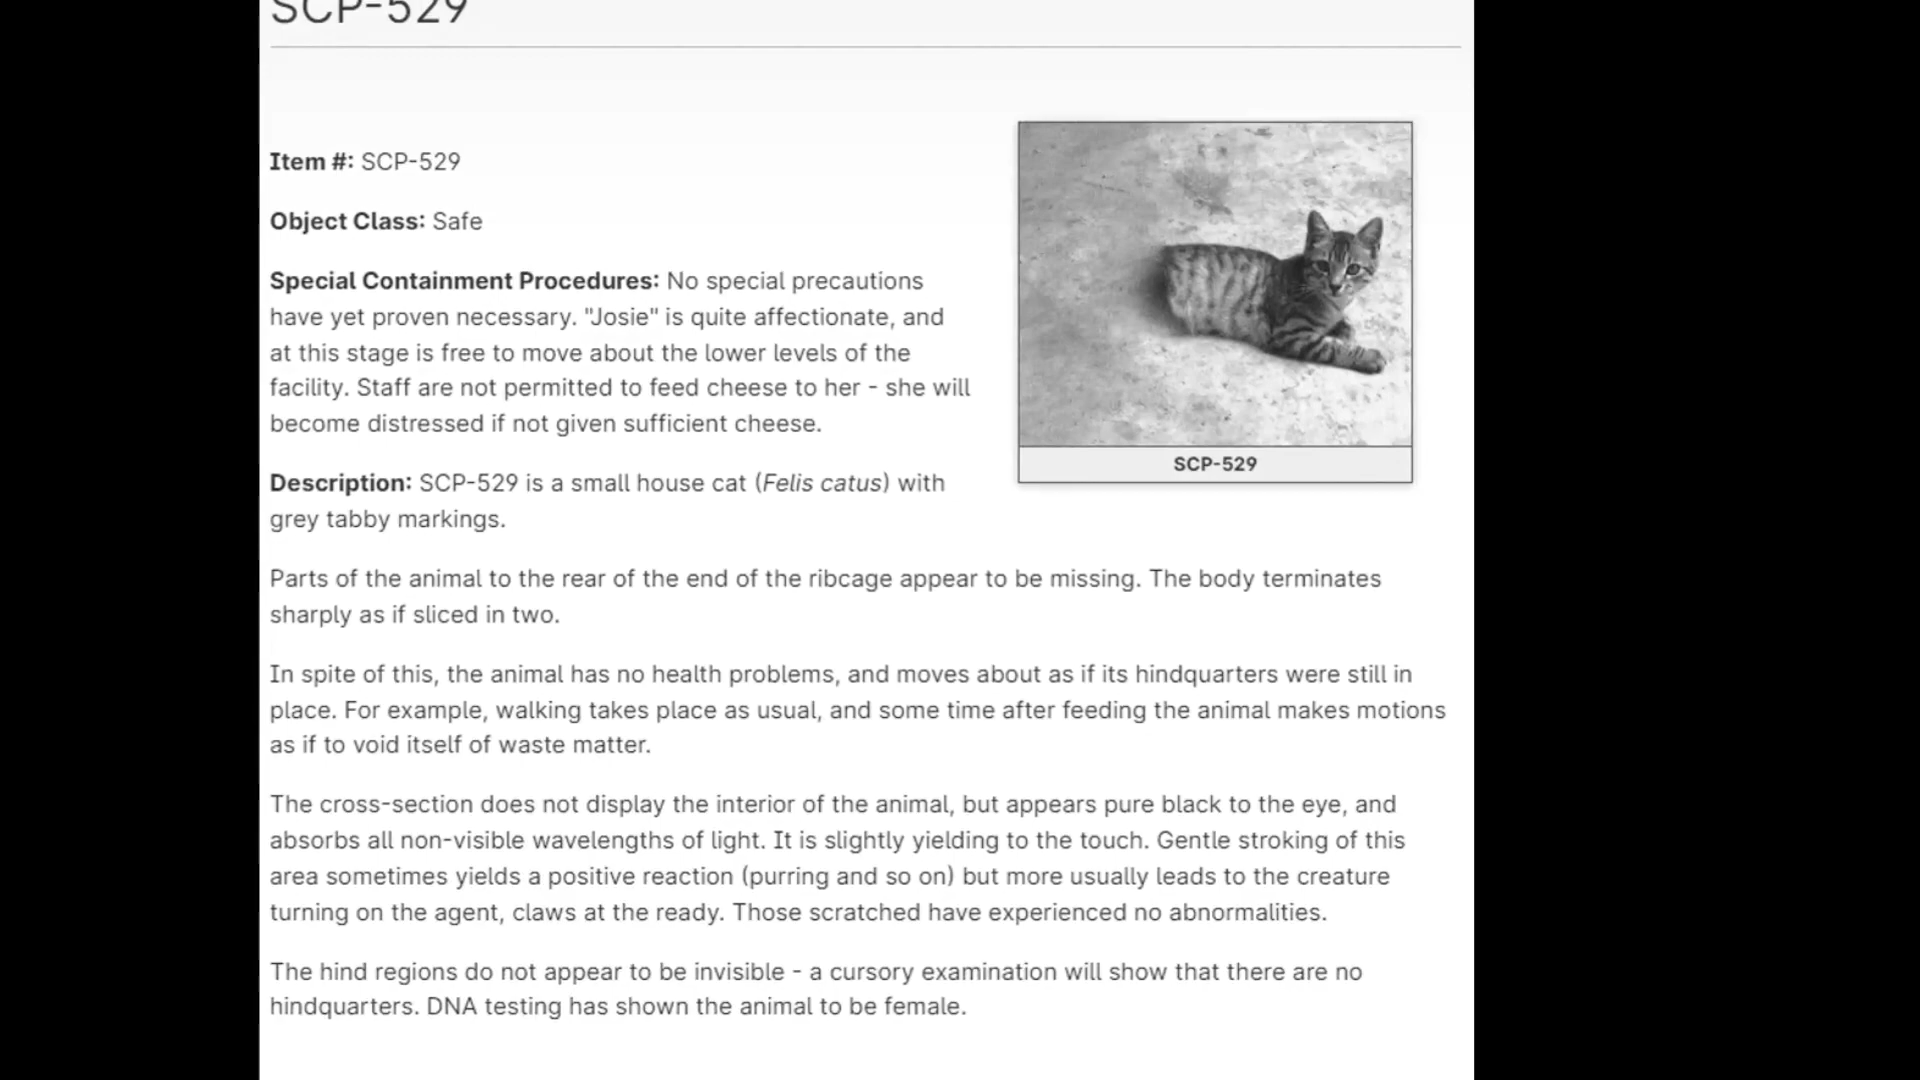 SCP-529
Item #: SCP-529
Object Class: Safe
Special Containment Procedures: No special precautions
have yet proven necessary. "Josie" is quite affectionate, and
at this stage is free to move about the lower levels of the
facility. Staff are not permitted to feed cheese to her - she will
become distressed if not given sufficient cheese.
SCP-529
Description: SCP-529 is a small house cat (Felis catus) with
grey tabby markings.
Parts of the animal to the rear of the end of the ribcage appear to be missing. The body terminates
sharply as if sliced in two.
In spite of this, the animal has no health problems, and moves about as if its hindquarters were still in
place. For example, walking takes place as usual, and some time after feeding the animal makes motions
as if to void itself of waste matter.
The cross-section does not display the interior of the animal, but appears pure black to the eye, and
absorbs all non-visible wavelengths of light. It is slightly yielding to the touch. Gentle stroking of this
area sometimes yields a positive reaction (purring and so on) but more usually leads to the creature
turning on the agent, claws at the ready. Those scratched have experienced no abnormalities.
The hind regions do not appear to be invisible - a cursory examination will show that there are no
hindquarters. DNA testing has shown the animal to be female.